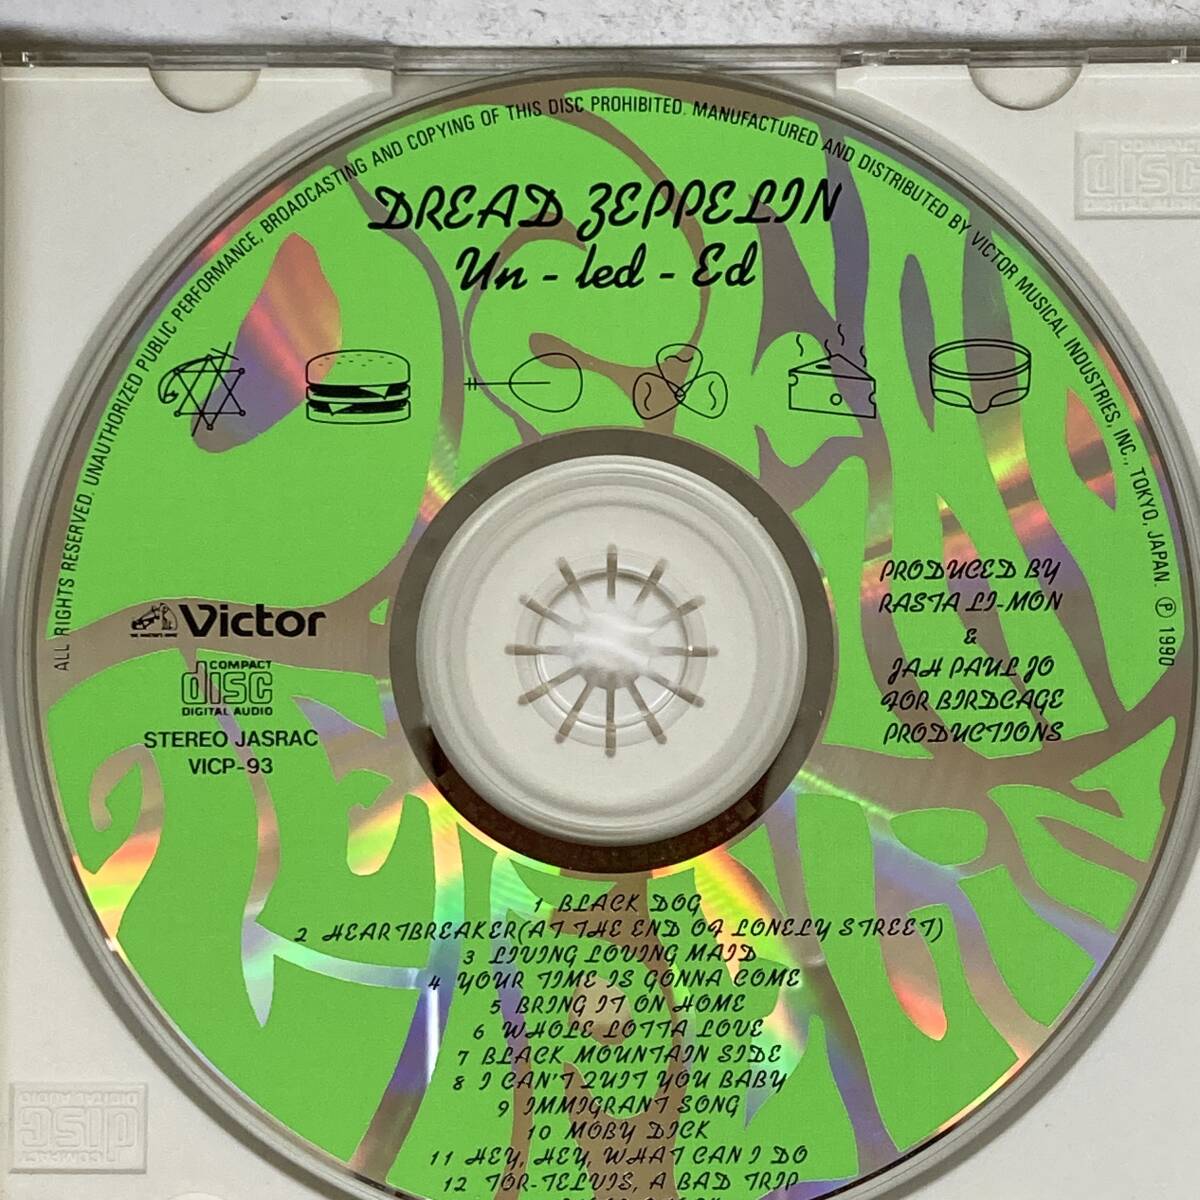 ALL RIGHTS RESERVED. UNAUTHORIZED PUBLIC PERFORMANCE, BROADCASTING AND COPYING OF THIS DISC PROHIBITED. MANUFACTURED AND DISTRIBUTED BY VICTOR MUSICAL INDUSTRIES, INC., TOKYO, JAPAN. ℗ 1990
DREAD ZEPPELIN
Un-led-Ed
Victor
COMPACT
disc
DIGITAL AUDIO
STEREO JASRAC
VICP-93
PRODUCED BY
RASTA LI-MON
&
JAH PAUL JO
FOR BIRDCAGE
PRODUCTIONS
1 BLACK DOG
2 HEARTBREAKER(AT THE END OF LONELY STREET)
3 LIVING LOVING MAID
4 YOUR TIME IS GONNA COME
5 BRING IT ON HOME
6 WHOLE LOTTA LOVE
7 BLACK MOUNTAIN SIDE
8 I CAN'T QUIT YOU BABY
9 IMMIGRANT SONG
10 MOBY DICK
11 HEY, HEY, WHAT CAN I DO
12 TOR-TELVIS, A BAD TRIP
COMPACT
disc
DIGITAL AUDIO
COMPACT
disc
DIGITAL AUDIO